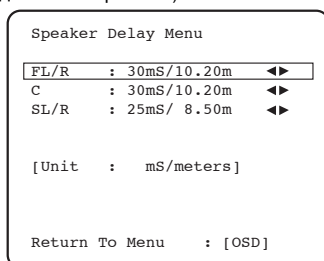 Speaker Delay Menu
FL/R : 30mS/10.20m ◄►
C : 30mS/10.20m ◄►
SL/R : 25mS/ 8.50m ◄►
[Unit : mS/meters]
Return To Menu : [OSD]